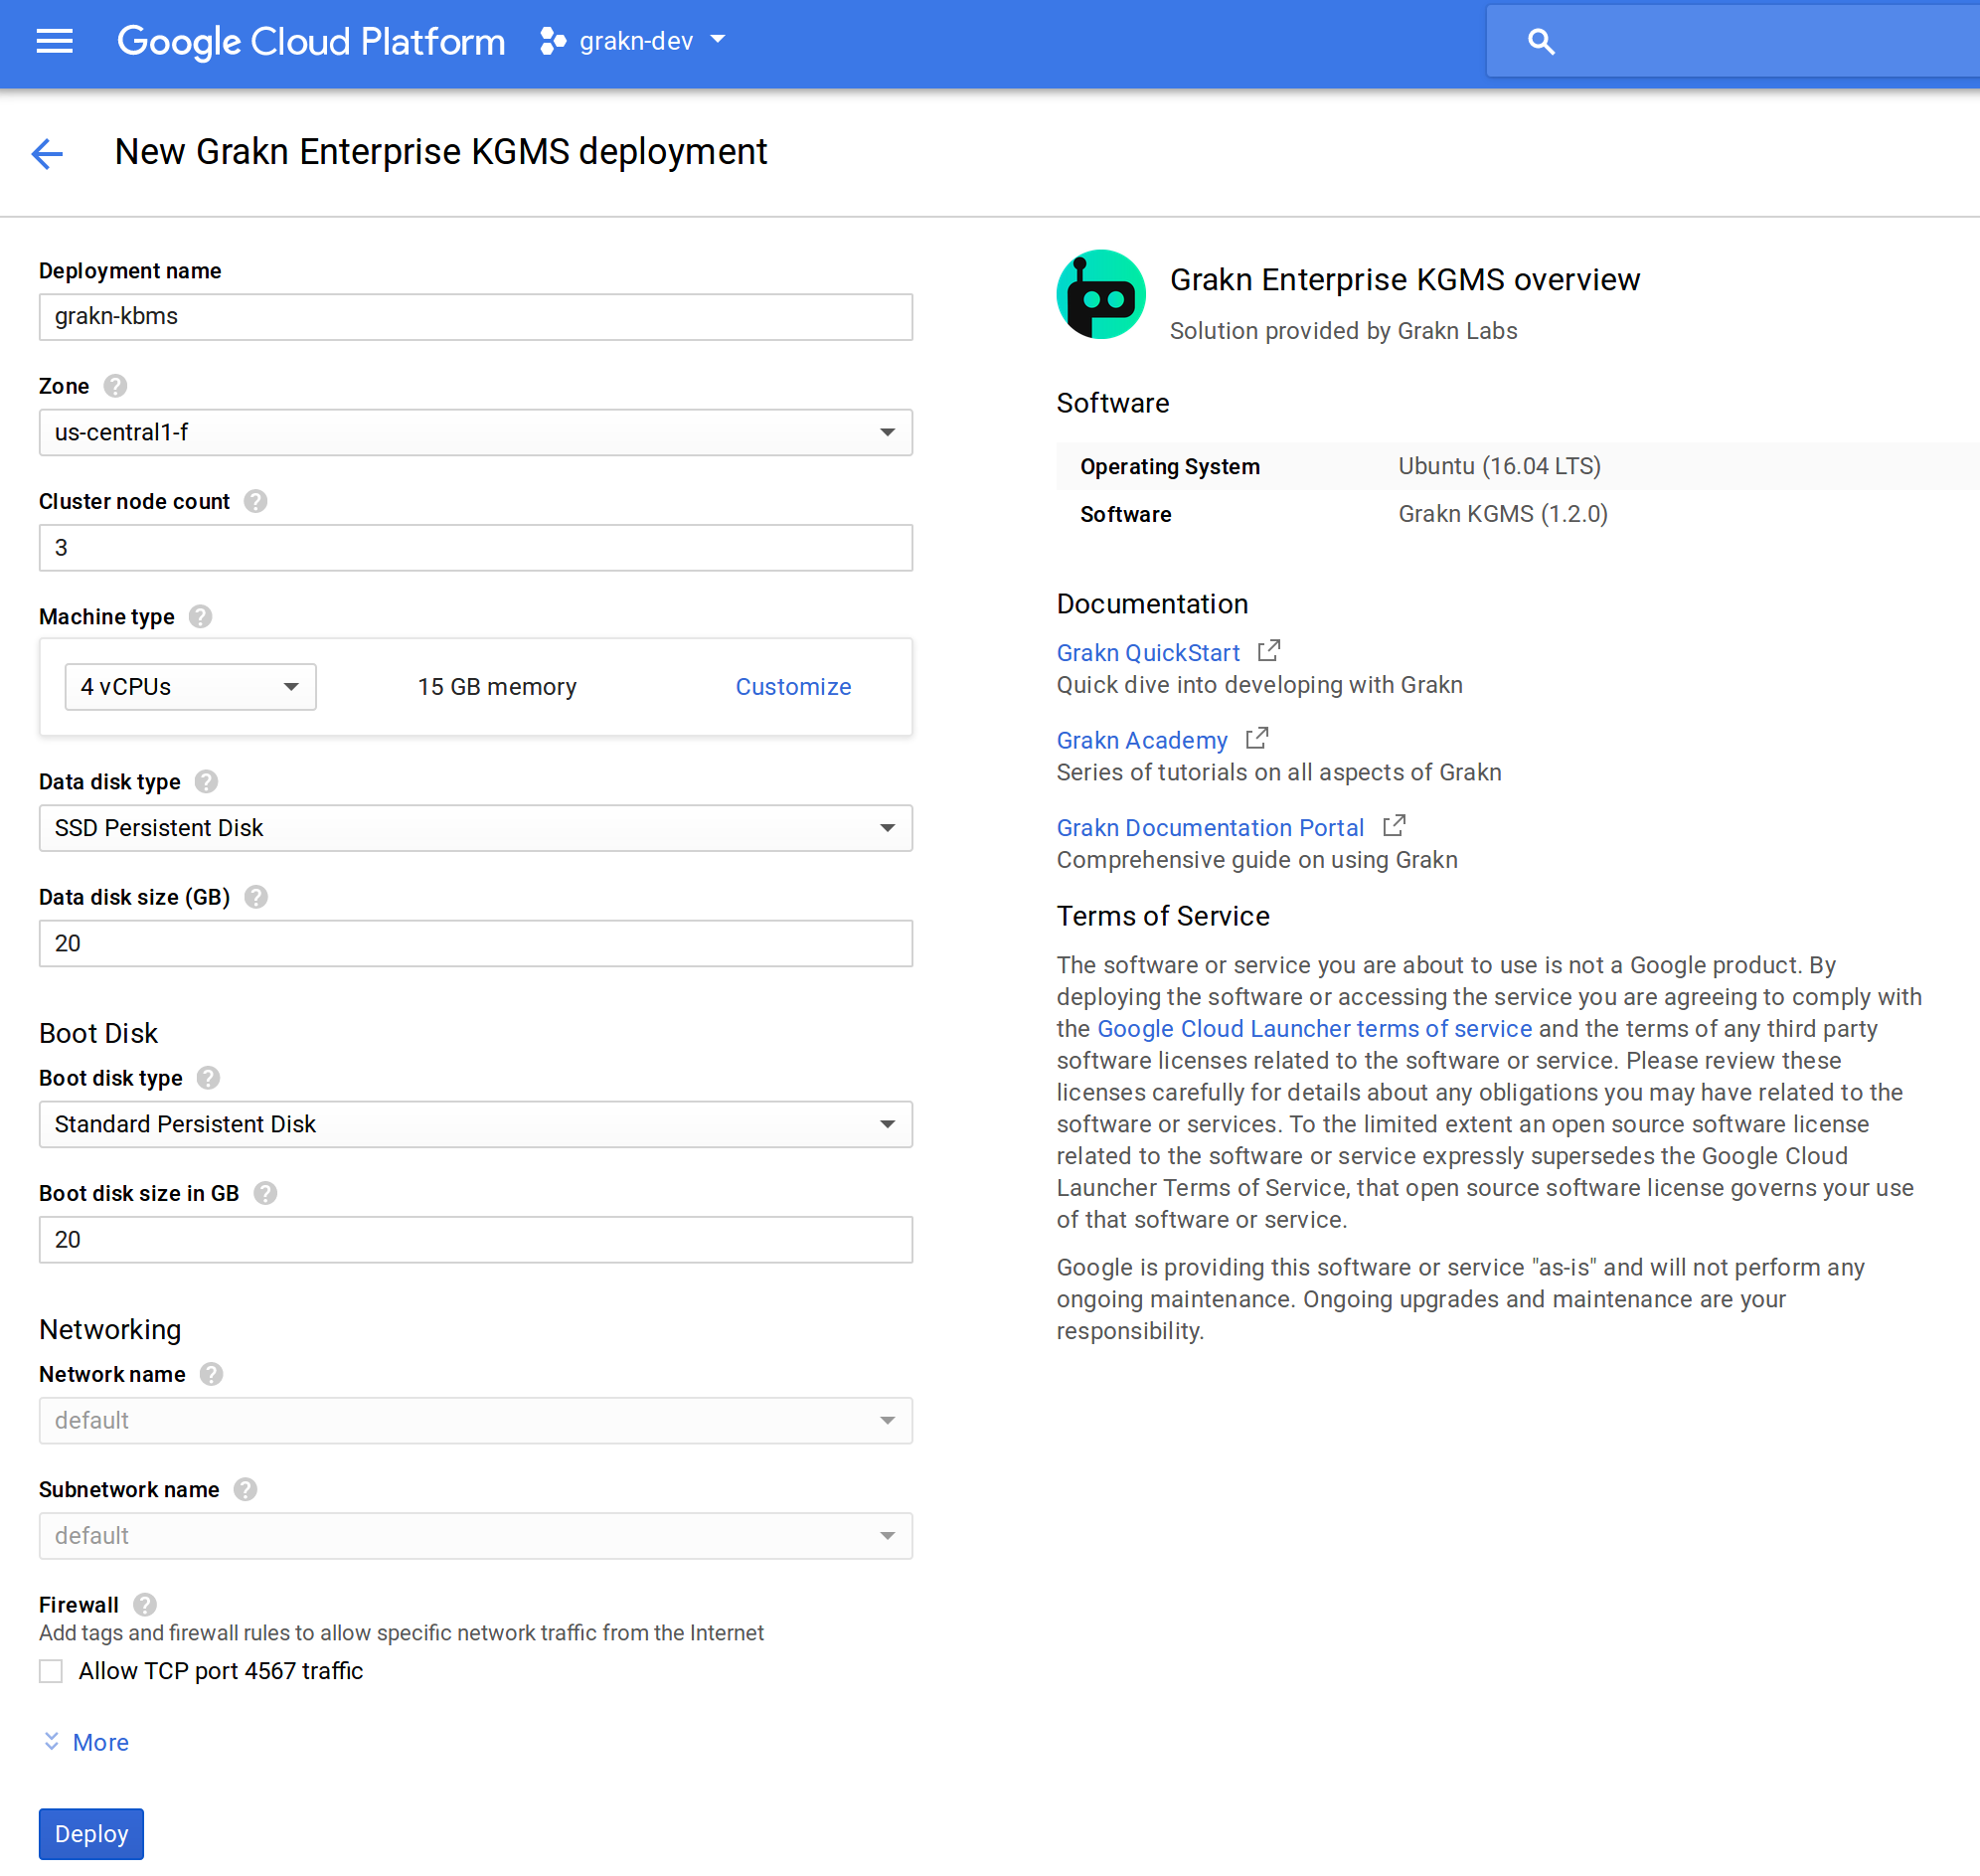 Google Cloud Platform
grakn-dev
New Grakn Enterprise KGMS deployment
Deployment name
grakn-kbms
Zone
us-central1-f
Cluster node count
3
Machine type
4 vCPUs
15 GB memory
Customize
Data disk type
SSD Persistent Disk
Data disk size (GB)
20
Boot Disk
Boot disk type
Standard Persistent Disk
Boot disk size in GB
20
Networking
Network name
default
Subnetwork name
default
Firewall
Add tags and firewall rules to allow specific network traffic from the Internet
Allow TCP port 4567 traffic
More
Deploy
Grakn Enterprise KGMS overview
Solution provided by Grakn Labs
Software
Operating System Ubuntu (16.04 LTS)
Software Grakn KGMS (1.2.0)
Documentation
Grakn QuickStart
Quick dive into developing with Grakn
Grakn Academy
Series of tutorials on all aspects of Grakn
Grakn Documentation Portal
Comprehensive guide on using Grakn
Terms of Service
The software or service you are about to use is not a Google product. By
deploying the software or accessing the service you are agreeing to comply with
the Google Cloud Launcher terms of service and the terms of any third party
software licenses related to the software or service. Please review these
licenses carefully for details about any obligations you may have related to the
software or services. To the limited extent an open source software license
related to the software or service expressly supersedes the Google Cloud
Launcher Terms of Service, that open source software license governs your use
of that software or service.
Google is providing this software or service "as-is" and will not perform any
ongoing maintenance. Ongoing upgrades and maintenance are your
responsibility.